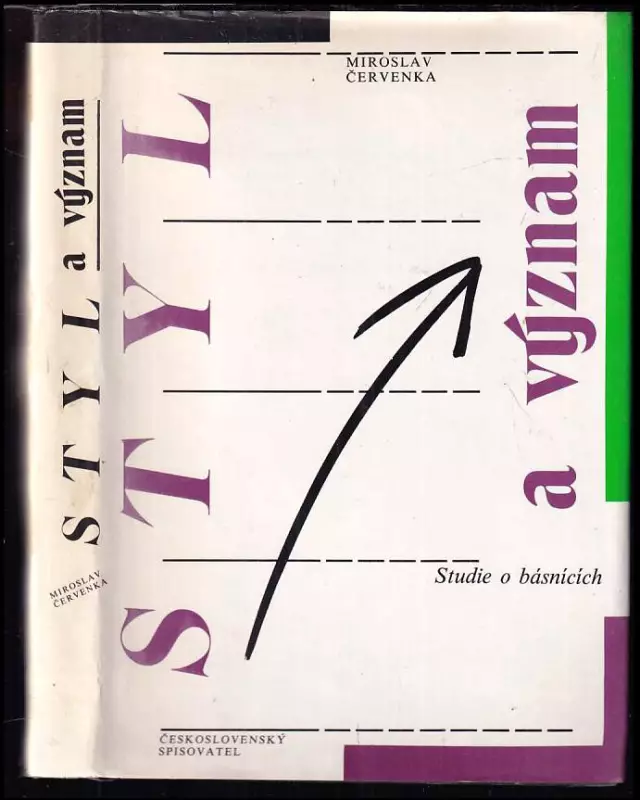 MIROSLAV
ČERVENKA
STYL
a význam
Studie o básnících
ČESKOSLOVENSKÝ
SPISOVATEL
MIROSLAV
ČERVENKA
STYL a význam